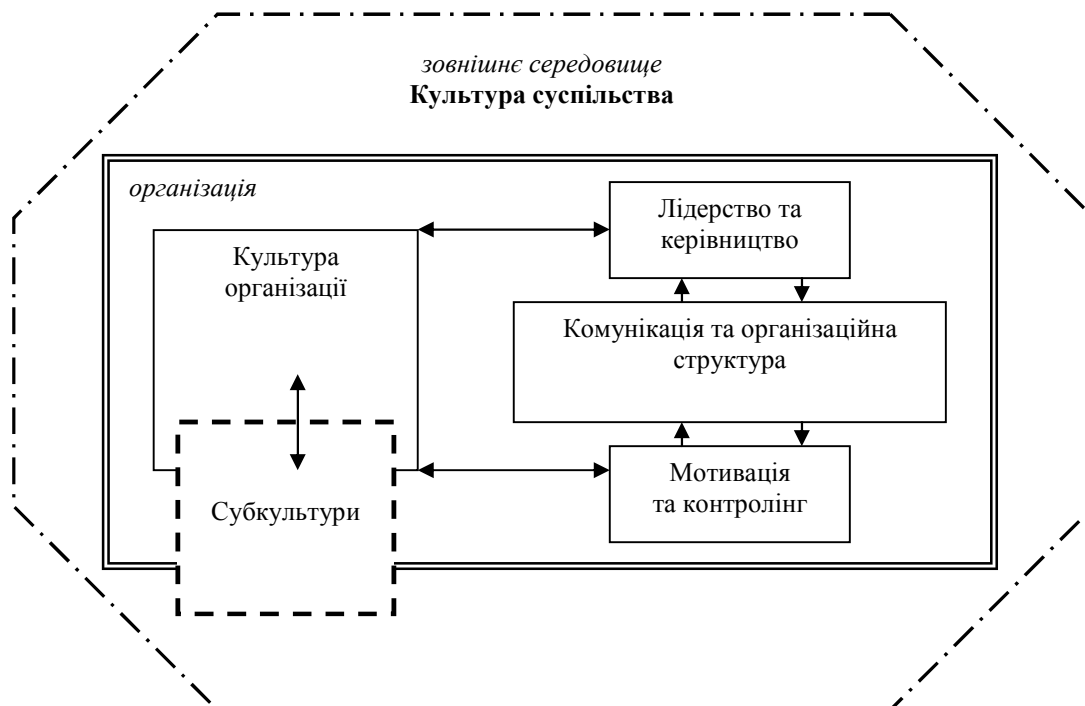 зовнішнє середовище
Культура суспільства
організація
Культура
організації
Лідерство та
керівництво
Комунікація та організаційна
структура
Субкультури
Мотивація
та контролінг